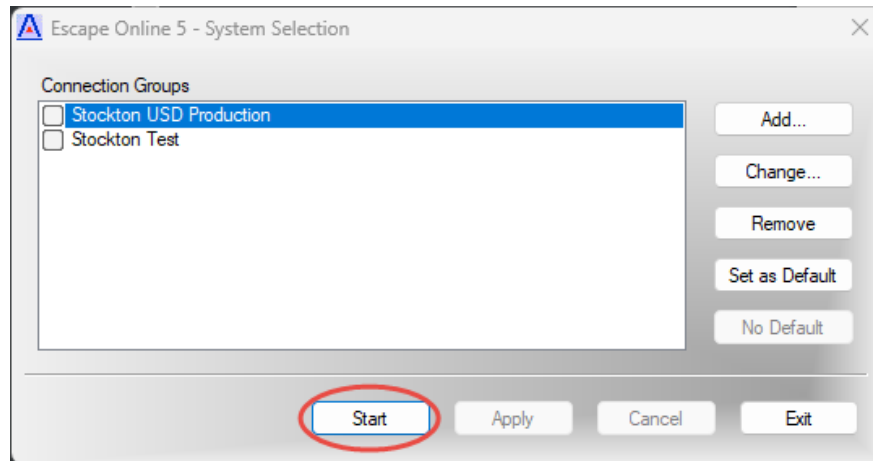 Escape Online 5 - System Selection
Connection Groups
Stockton USD Production
Stockton Test
Add...
Change...
Remove
Set as Default
No Default
Start
Apply
Cancel
Exit